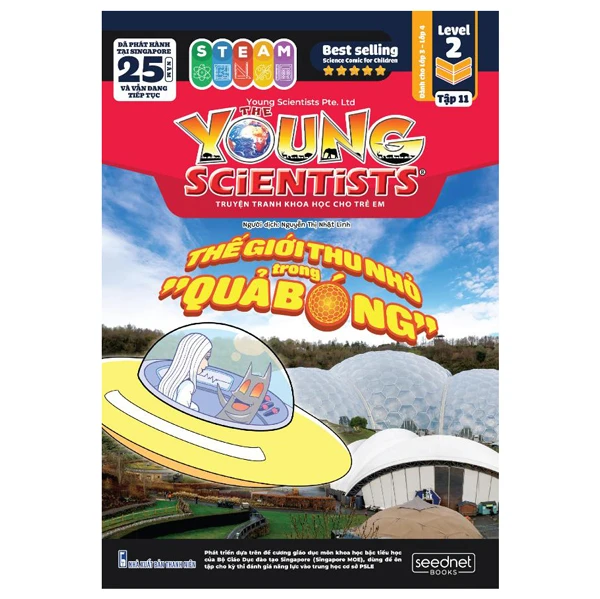 ĐÃ PHÁT HÀNH
TẠI SINGAPORE
25 NĂM
VÀ VẪN ĐANG
TIẾP TỤC
STEAM
Best selling
Science Comic for Children
Dành cho Lớp 3 - Lớp 4
Level
2
Tập 11
Young Scientists Pte. Ltd
THE
YOUNG
SCiENTiSTS®
TRUYỆN TRANH KHOA HỌC CHO TRẺ EM
Người dịch: Nguyễn Thị Nhật Linh
THẾ GIỚI THU NHỎ
trong
"QUẢ BÓNG"
NHÀ XUẤT BẢN THANH NIÊN
Phát triển dựa trên đề cương giáo dục môn khoa học bậc tiểu học
của Bộ Giáo Dục đào tạo Singapore (Singapore MOE), dùng để ôn
tập cho kỳ thi đánh giá năng lực vào trung học cơ sở PSLE
seednet
BOOKS